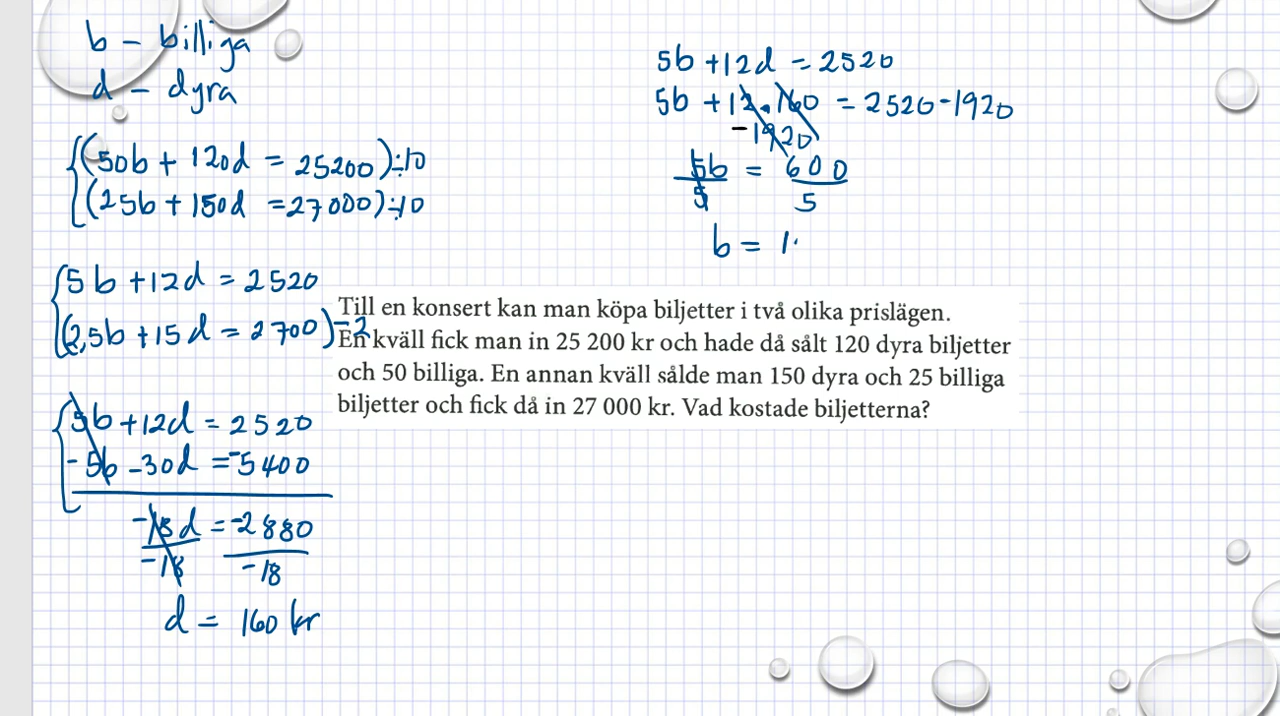 b - billiga
d - dyra
(50b + 120d = 25200) ÷ 10
(25b + 150d = 27000) ÷ 10
5b + 12d = 2520
(2,5b + 15d = 2700) -2
5b + 12d = 2520
-5b - 30d = -5400
-18d = -2880
-18 -18
d = 160 kr
5b + 12d = 2520
5b + 12 · 160 = 2520 - 1920
-1920
5b = 600
5 5
b = 1
Till en konsert kan man köpa biljetter i två olika prislägen.
En kväll fick man in 25 200 kr och hade då sålt 120 dyra biljetter
och 50 billiga. En annan kväll sålde man 150 dyra och 25 billiga
biljetter och fick då in 27 000 kr. Vad kostade biljetterna?